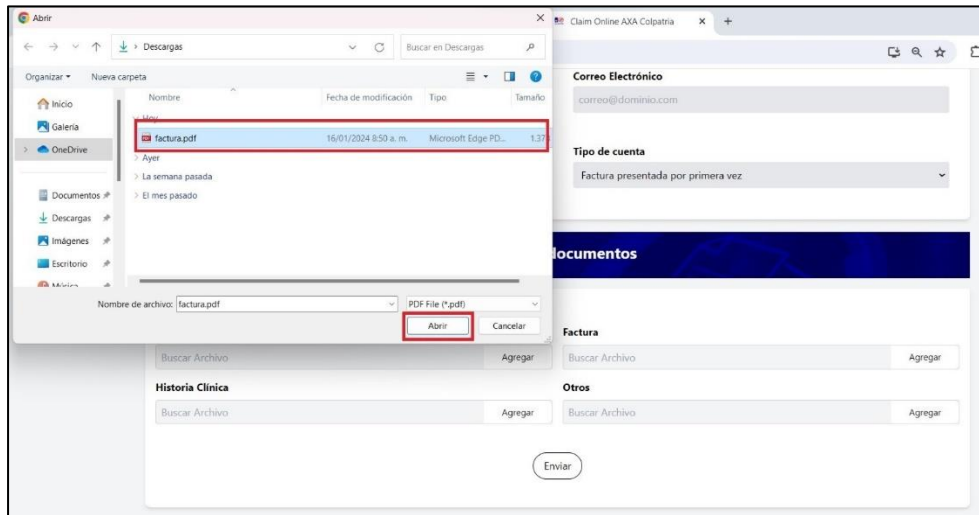 Abrir
Claim Online AXA Colpatria
Descargas
Buscar en Descargas
Organizar
Nueva carpeta
Inicio
Galería
OneDrive
Documentos
Descargas
Imágenes
Escritorio
Música
Nombre
Fecha de modificación
Tipo
Tamaño
Hoy
factura.pdf
16/01/2024 8:50 a. m.
Microsoft Edge PD...
1.37
Ayer
La semana pasada
El mes pasado
Nombre de archivo:
factura.pdf
PDF File (*.pdf)
Abrir
Cancelar
Correo Electrónico
correo@dominio.com
Tipo de cuenta
Factura presentada por primera vez
documentos
Factura
Buscar Archivo
Agregar
Buscar Archivo
Agregar
Historia Clínica
Otros
Buscar Archivo
Agregar
Buscar Archivo
Agregar
Enviar